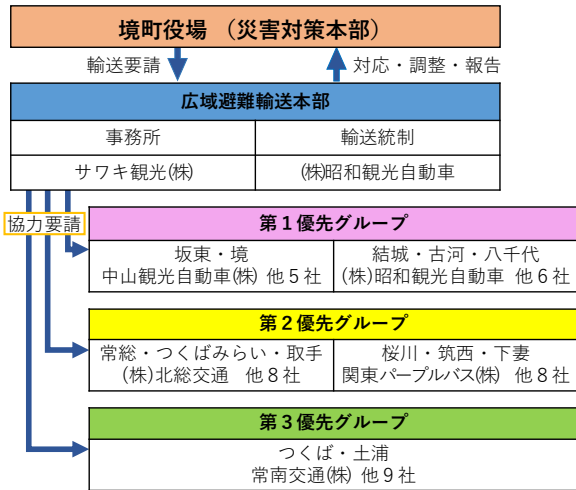 境町役場 （災害対策本部）
輸送要請
対応・調整・報告
広域避難輸送本部
事務所
輸送統制
サワキ観光(株)
(株)昭和観光自動車
協力要請
第１優先グループ
坂東・境
中山観光自動車(株) 他５社
結城・古河・八千代
(株)昭和観光自動車 他６社
第２優先グループ
常総・つくばみらい・取手
(株)北総交通 他８社
桜川・筑西・下妻
関東パープルバス(株) 他８社
第３優先グループ
つくば・土浦
常南交通(株) 他９社